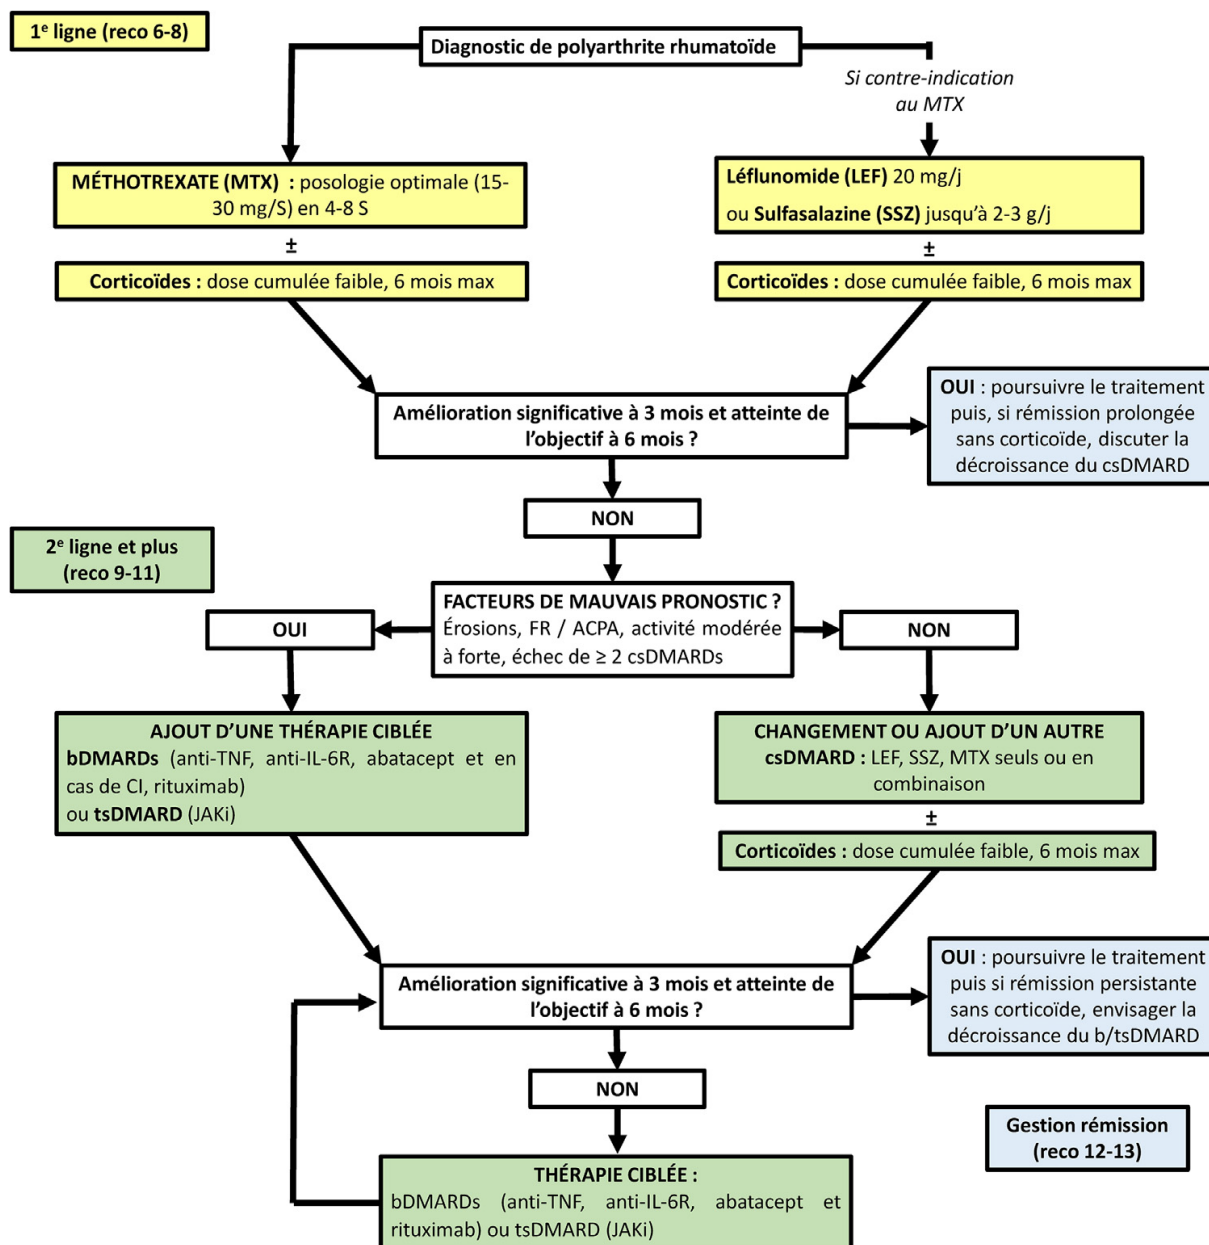 1e ligne (reco 6-8)
Diagnostic de polyarthrite rhumatoïde
Si contre-indication
au MTX
MÉTHOTREXATE (MTX) : posologie optimale (15-
30 mg/S) en 4-8 S
±
Corticoïdes : dose cumulée faible, 6 mois max
Léflunomide (LEF) 20 mg/j
ou Sulfasalazine (SSZ) jusqu'à 2-3 g/j
±
Corticoïdes : dose cumulée faible, 6 mois max
Amélioration significative à 3 mois et atteinte de
l'objectif à 6 mois ?
OUI : poursuivre le traitement
puis, si rémission prolongée
sans corticoïde, discuter la
décroissance du csDMARD
NON
2e ligne et plus
(reco 9-11)
FACTEURS DE MAUVAIS PRONOSTIC ?
Érosions, FR / ACPA, activité modérée
à forte, échec de ≥ 2 csDMARDs
OUI
NON
AJOUT D'UNE THÉRAPIE CIBLÉE
bDMARDs (anti-TNF, anti-IL-6R, abatacept et en
cas de CI, rituximab)
ou tsDMARD (JAKi)
CHANGEMENT OU AJOUT D'UN AUTRE
csDMARD : LEF, SSZ, MTX seuls ou en
combinaison
±
Corticoïdes : dose cumulée faible, 6 mois max
Amélioration significative à 3 mois et atteinte de
l'objectif à 6 mois ?
OUI : poursuivre le traitement
puis si rémission persistante
sans corticoïde, envisager la
décroissance du b/tsDMARD
NON
Gestion rémission
(reco 12-13)
THÉRAPIE CIBLÉE :
bDMARDs (anti-TNF, anti-IL-6R, abatacept et
rituximab) ou tsDMARD (JAKi)